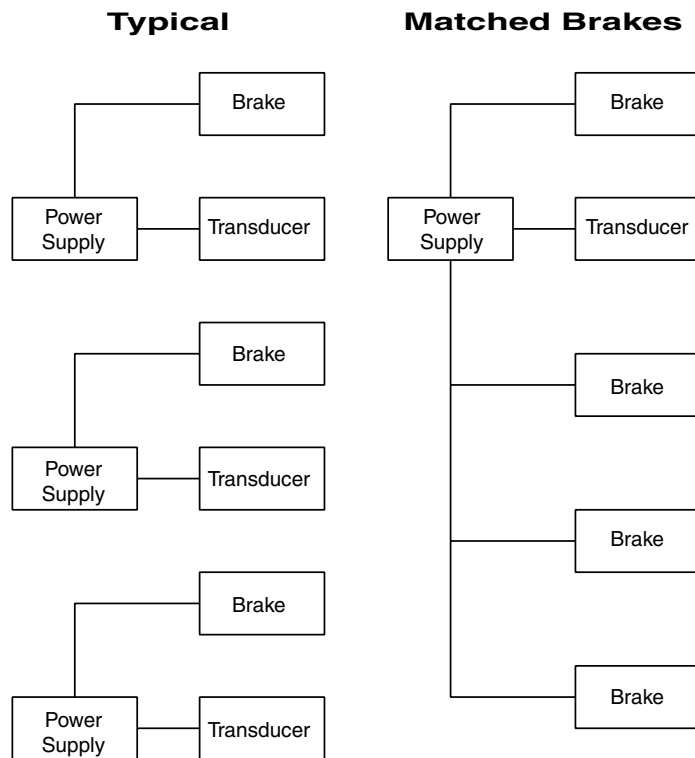 Typical
Brake
Power
Supply
Transducer
Brake
Power
Supply
Transducer
Brake
Power
Supply
Transducer
Matched Brakes
Brake
Power
Supply
Transducer
Brake
Brake
Brake